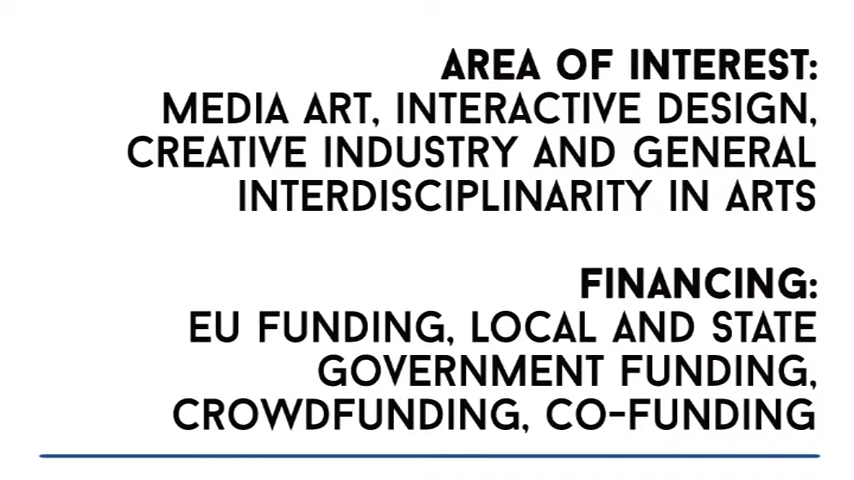 AREA OF INTEREST:
MEDIA ART, INTERACTIVE DESIGN,
CREATIVE INDUSTRY AND GENERAL
INTERDISCIPLINARITY IN ARTS
FINANCING:
EU FUNDING, LOCAL AND STATE
GOVERNMENT FUNDING,
CROWDFUNDING, CO-FUNDING